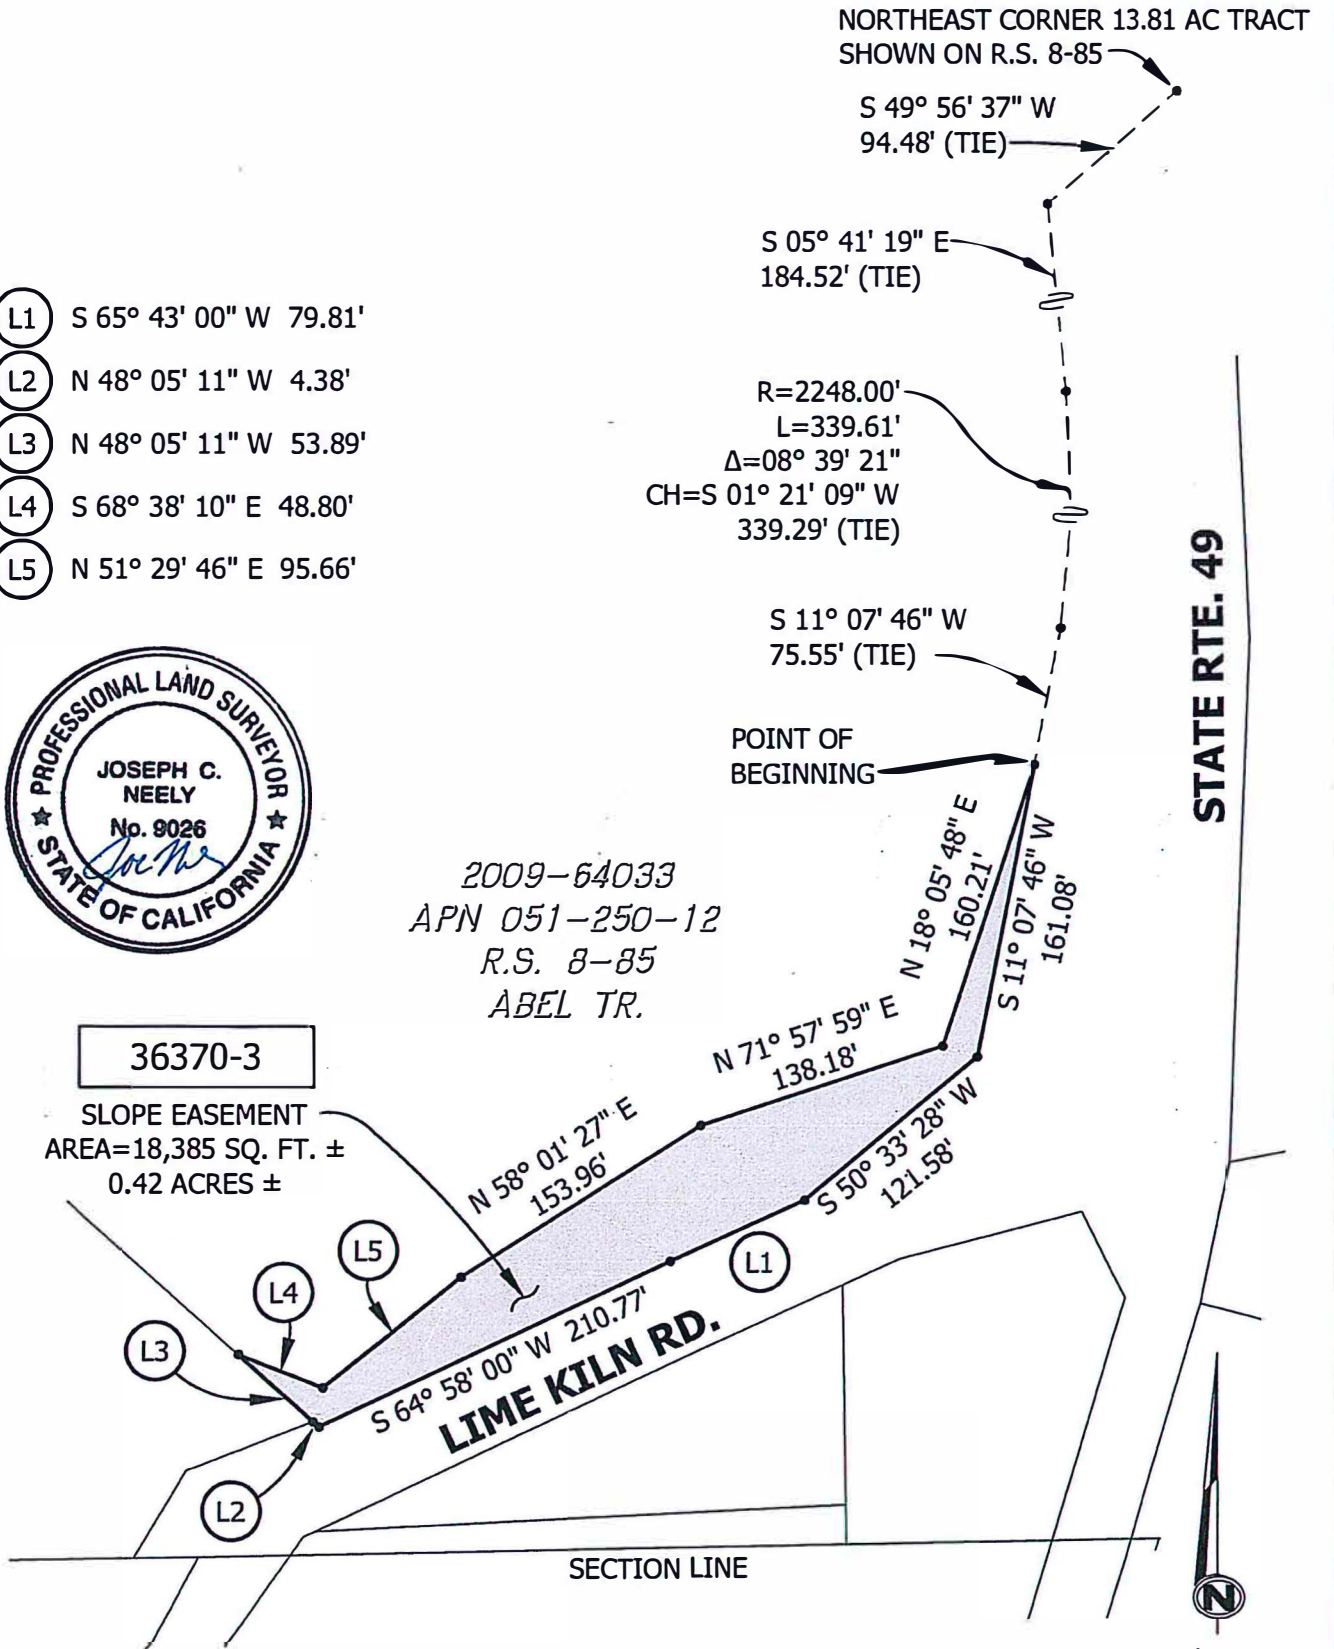 NORTHEAST CORNER 13.81 AC TRACT
SHOWN ON R.S. 8-85
S 49° 56' 37" W
94.48' (TIE)
S 05° 41' 19" E
184.52' (TIE)
L1 S 65° 43' 00" W 79.81'
L2 N 48° 05' 11" W 4.38'
L3 N 48° 05' 11" W 53.89'
L4 S 68° 38' 10" E 48.80'
L5 N 51° 29' 46" E 95.66'
R=2248.00'
L=339.61'
Δ=08° 39' 21"
CH=S 01° 21' 09" W
339.29' (TIE)
S 11° 07' 46" W
75.55' (TIE)
STATE RTE. 49
POINT OF
BEGINNING
PROFESSIONAL LAND SURVEYOR
JOSEPH C.
NEELY
No. 9026
STATE OF CALIFORNIA
N 18° 05' 48" E
160.21'
S 11° 07' 46" W
161.08'
2009-64033
APN 051-250-12
R.S. 8-85
ABEL TR.
36370-3
SLOPE EASEMENT
AREA=18,385 SQ. FT. ±
0.42 ACRES ±
N 71° 57' 59" E
138.18'
N 58° 01' 27" E
153.96'
S 50° 33' 28" W
121.58'
L5
L1
L4
L3
S 64° 58' 00" W 210.77'
LIME KILN RD.
L2
SECTION LINE
N